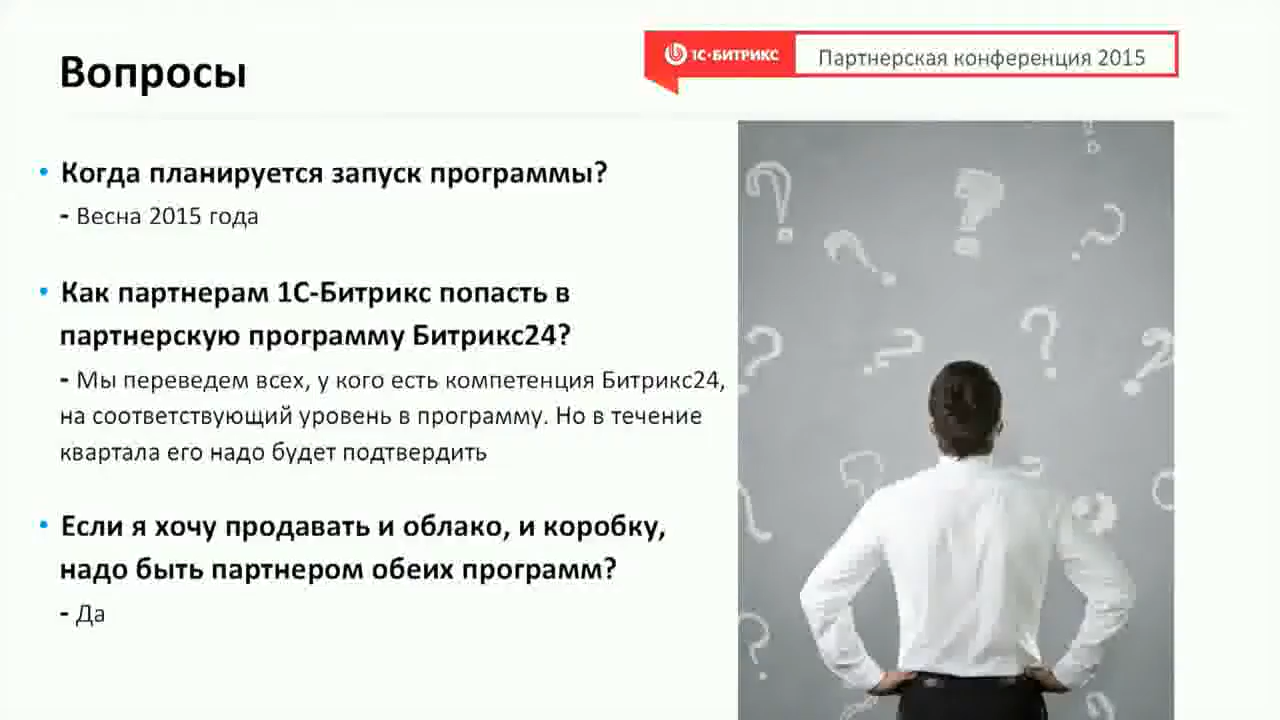 Вопросы
1С-БИТРИКС
Партнерская конференция 2015
• Когда планируется запуск программы?
- Весна 2015 года
• Как партнерам 1С-Битрикс попасть в
партнерскую программу Битрикс24?
- Мы переведем всех, у кого есть компетенция Битрикс24,
на соответствующий уровень в программу. Но в течение
квартала его надо будет подтвердить
• Если я хочу продавать и облако, и коробку,
надо быть партнером обеих программ?
- Да